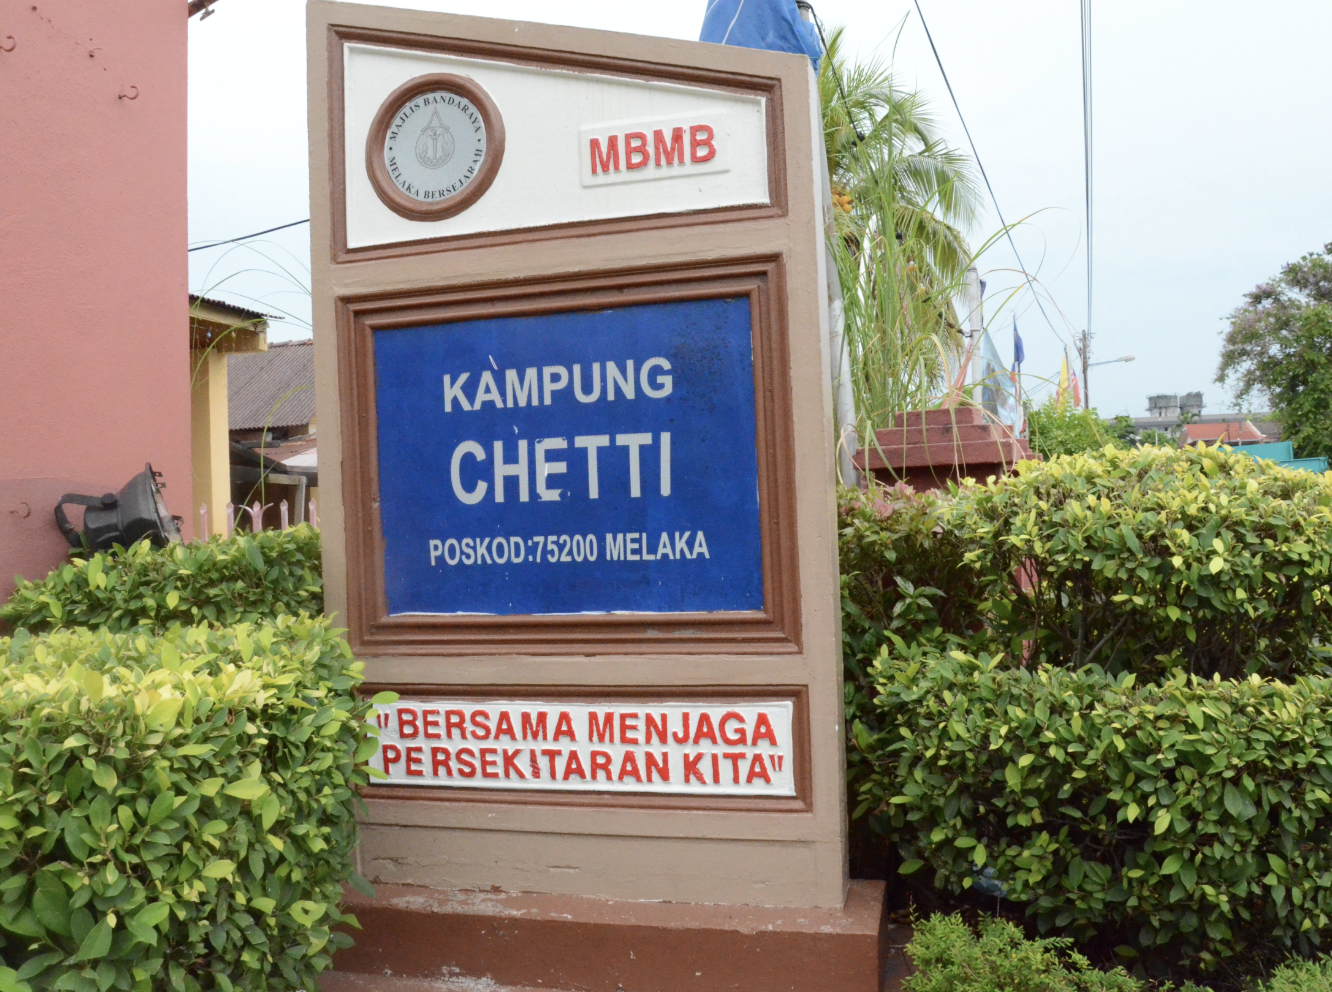 MAJLIS BANDARAYA
MELAKA BERSEJARAH
MBMB
KAMPUNG
CHETTI
POSKOD:75200 MELAKA
"BERSAMA MENJAGA
PERSEKITARAN KITA"